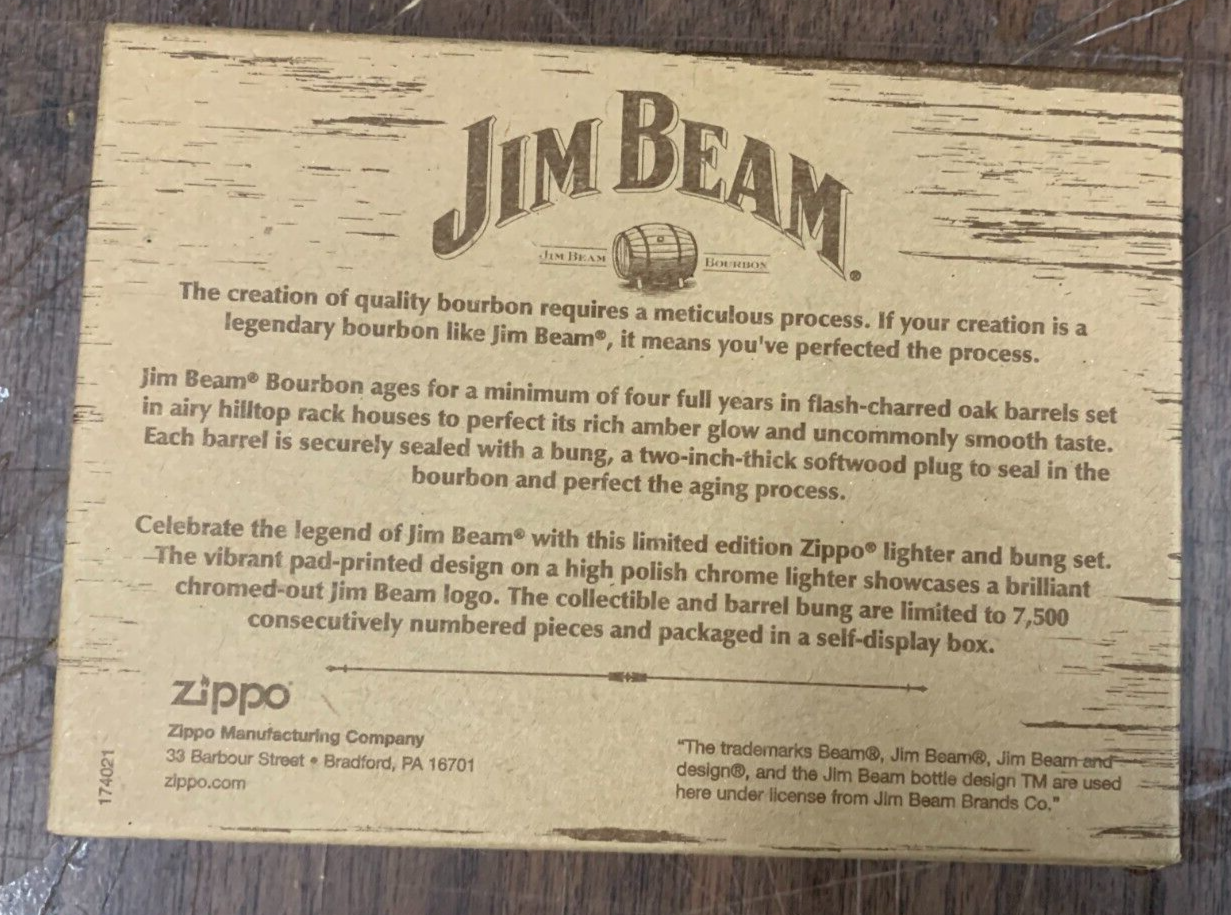 JIM BEAM®
JIM BEAM BOURBON
The creation of quality bourbon requires a meticulous process. If your creation is a
legendary bourbon like Jim Beam®, it means you've perfected the process.
Jim Beam® Bourbon ages for a minimum of four full years in flash-charred oak barrels set
in airy hilltop rack houses to perfect its rich amber glow and uncommonly smooth taste.
Each barrel is securely sealed with a bung, a two-inch-thick softwood plug to seal in the
bourbon and perfect the aging process.
Celebrate the legend of Jim Beam® with this limited edition Zippo® lighter and bung set.
The vibrant pad-printed design on a high polish chrome lighter showcases a brilliant
chromed-out Jim Beam logo. The collectible and barrel bung are limited to 7,500
consecutively numbered pieces and packaged in a self-display box.
zippo
Zippo Manufacturing Company
33 Barbour Street • Bradford, PA 16701
zippo.com
174021
"The trademarks Beam®, Jim Beam®, Jim Beam and
design®, and the Jim Beam bottle design TM are used
here under license from Jim Beam Brands Co."